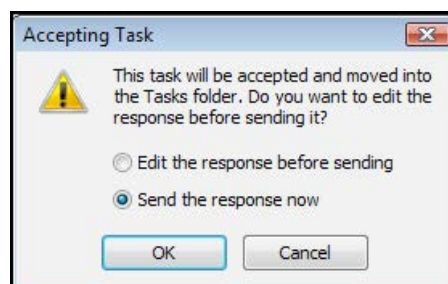 Accepting Task
This task will be accepted and moved into
the Tasks folder. Do you want to edit the
response before sending it?
Edit the response before sending
Send the response now
OK
Cancel